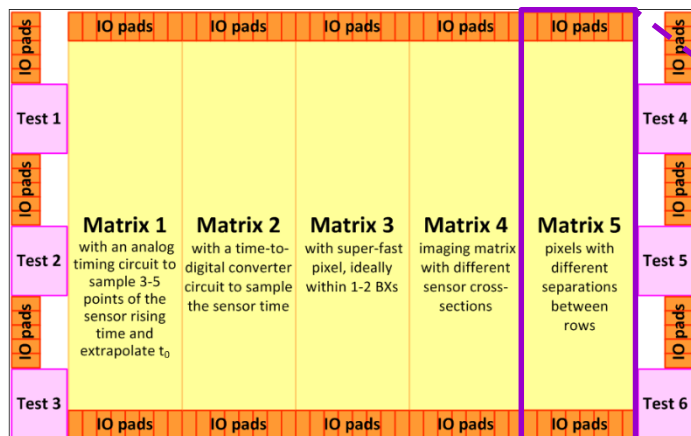 IO pads
IO pads
IO pads
IO pads
IO pads
IO pads
IO pads
Test 1
Test 4
IO pads
IO pads
Matrix 1
with an analog
timing circuit to
sample 3-5
points of the
sensor rising
time and
extrapolate t₀
Matrix 2
with a time-to-
digital converter
circuit to sample
the sensor time
Matrix 3
with super-fast
pixel, ideally
within 1-2 BXs
Matrix 4
imaging matrix
with different
sensor cross-
sections
Matrix 5
pixels with
different
separations
between
rows
Test 2
Test 5
IO pads
IO pads
Test 3
Test 6
IO pads
IO pads
IO pads
IO pads
IO pads